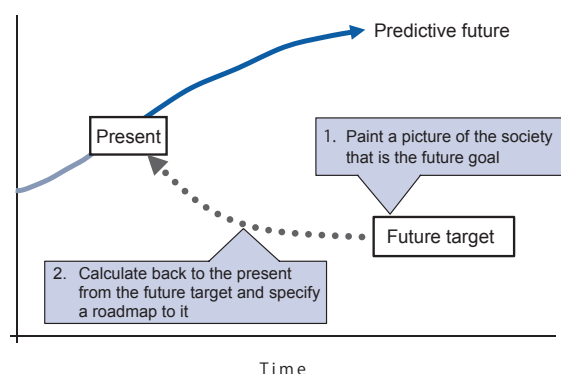 Predictive future
Present
1. Paint a picture of the society
that is the future goal
Future target
2. Calculate back to the present
from the future target and specify
a roadmap to it
Time